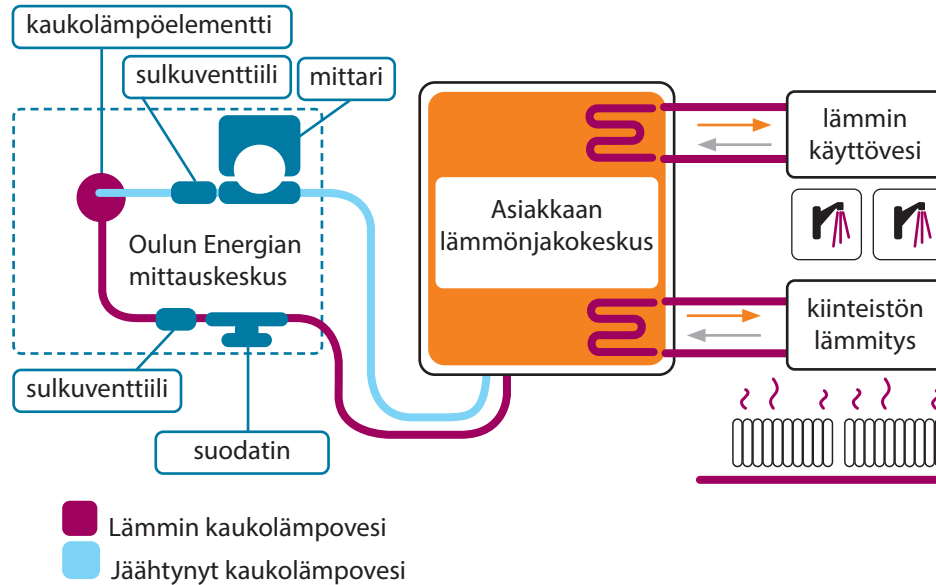 kaukolämpöelementti
sulkuventtiili
mittari
lämmin
käyttövesi
Asiakkaan
lämmönjakokeskus
Oulun Energian
mittauskeskus
kiinteistön
lämmitys
sulkuventtiili
suodatin
Lämmin kaukolämpovesi
Jäähtynyt kaukolämpovesi